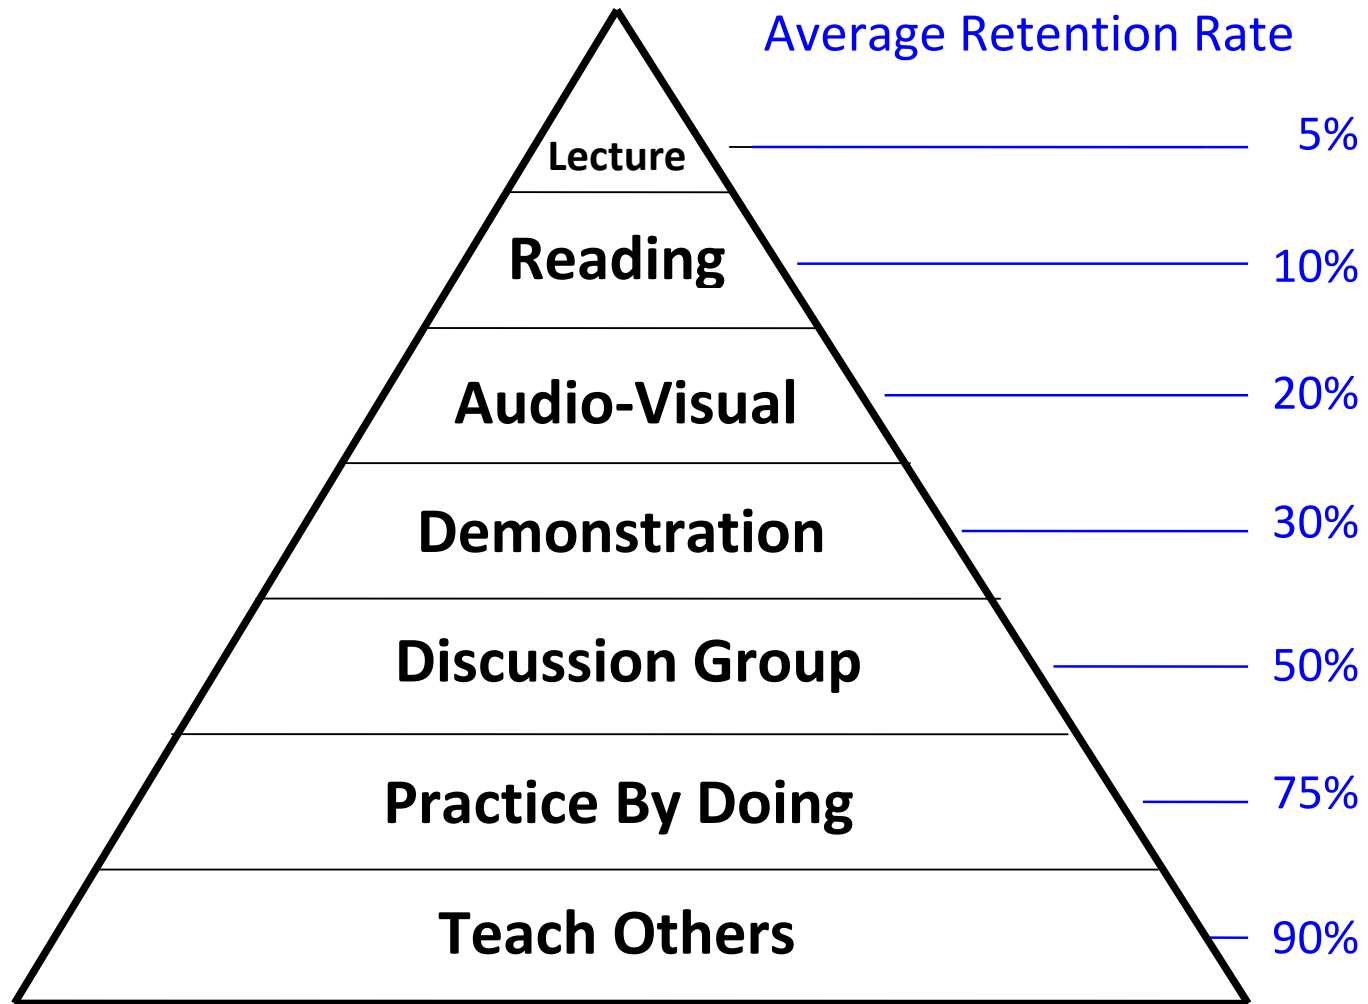 Average Retention Rate
Lecture 5%
Reading 10%
Audio-Visual 20%
Demonstration 30%
Discussion Group 50%
Practice By Doing 75%
Teach Others 90%